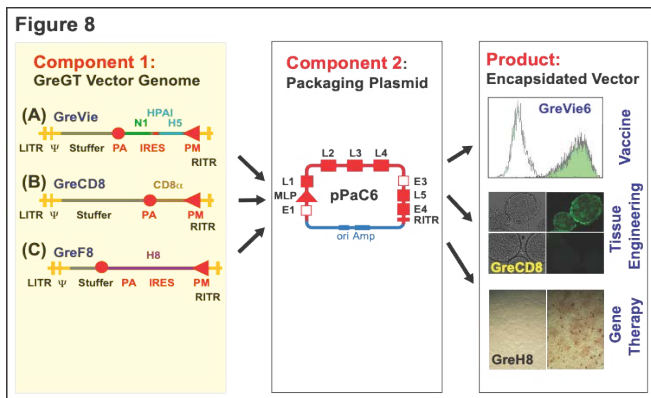 Figure 8
Component 1:
GreGT Vector Genome
(A) GreVie
HPAI
N1 H5
LITR Ψ Stuffer PA IRES PM
RITR
(B) GreCD8
CD8α
LITR Ψ Stuffer PA PM
RITR
(C) GreF8
H8
LITR Ψ Stuffer PA IRES PM
RITR
Component 2:
Packaging Plasmid
L2 L3 L4
L1 E3
MLP pPaC6 L5
E1 E4
RITR
ori Amp
Product:
Encapsidated Vector
GreVie6
Vaccine
GreCD8
Tissue
Engineering
GreH8
Gene
Therapy